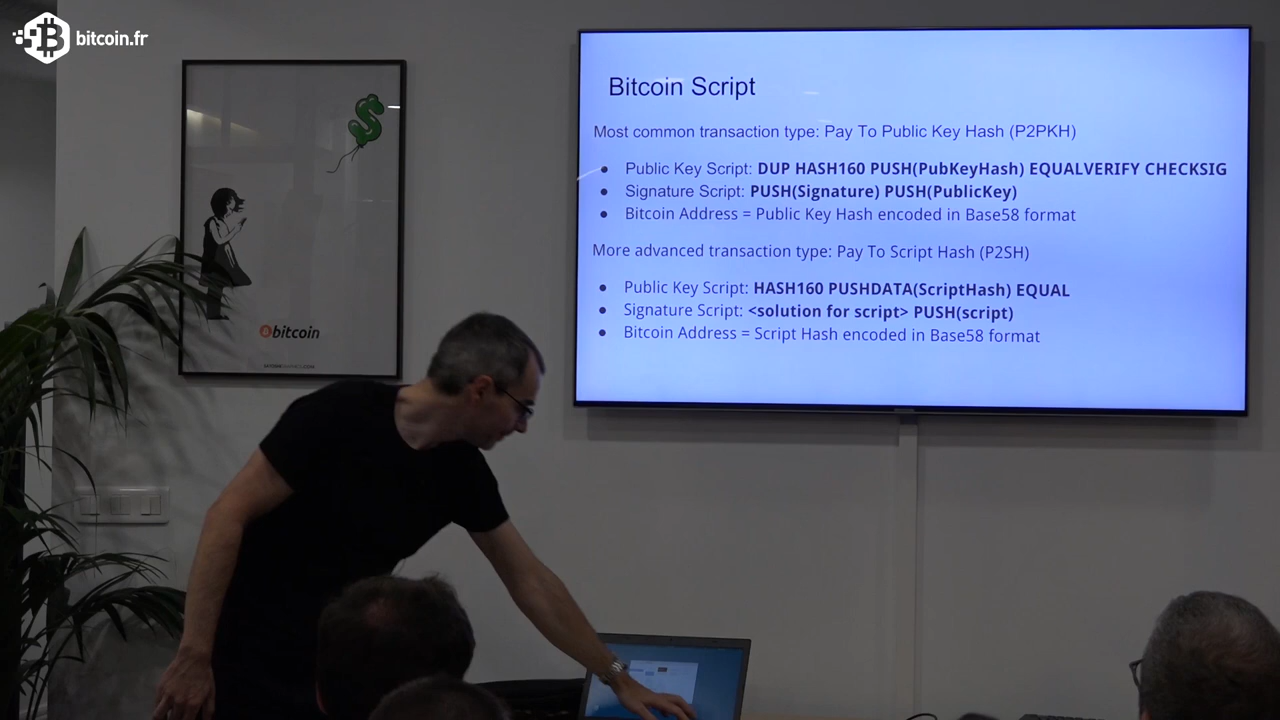 bitcoin.fr
Bitcoin Script
Most common transaction type: Pay To Public Key Hash (P2PKH)
• Public Key Script: DUP HASH160 PUSH(PubKeyHash) EQUALVERIFY CHECKSIG
• Signature Script: PUSH(Signature) PUSH(PublicKey)
• Bitcoin Address = Public Key Hash encoded in Base58 format
More advanced transaction type: Pay To Script Hash (P2SH)
• Public Key Script: HASH160 PUSHDATA(ScriptHash) EQUAL
• Signature Script: <solution for script> PUSH(script)
• Bitcoin Address = Script Hash encoded in Base58 format
bitcoin